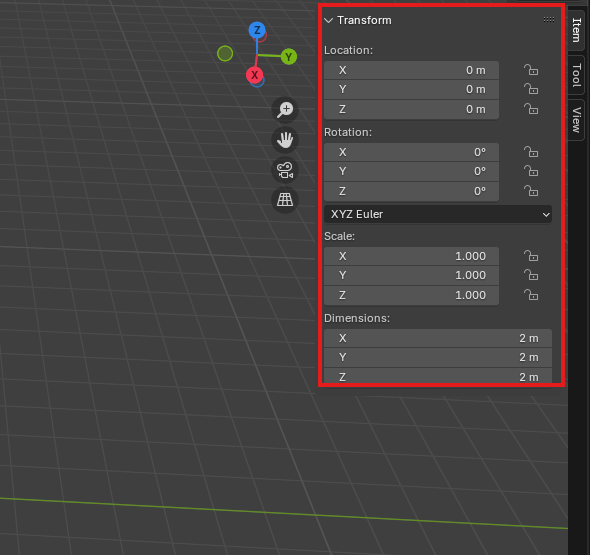 Transform
Location:
X 0 m
Y 0 m
Z 0 m
Rotation:
X 0°
Y 0°
Z 0°
XYZ Euler
Scale:
X 1.000
Y 1.000
Z 1.000
Dimensions:
X 2 m
Y 2 m
Z 2 m
Item
Tool
View
Z
Y
X